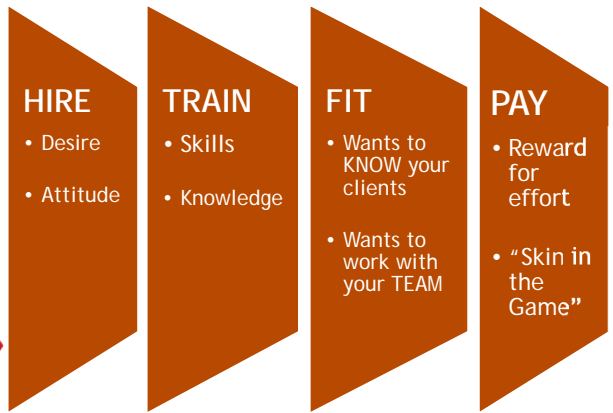 HIRE
• Desire
• Attitude
TRAIN
• Skills
• Knowledge
FIT
• Wants to
KNOW your
clients
• Wants to
work with
your TEAM
PAY
• Reward
for
effort
• “Skin in
the
Game”